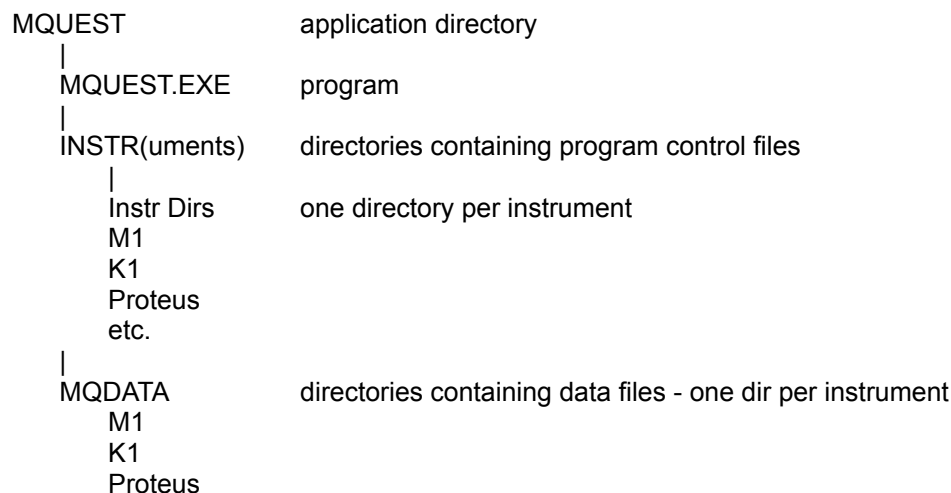 MQUEST application directory
|
MQUEST.EXE program
|
INSTR(uments) directories containing program control files
|
Instr Dirs one directory per instrument
M1
K1
Proteus
etc.
|
MQDATA directories containing data files - one dir per instrument
M1
K1
Proteus